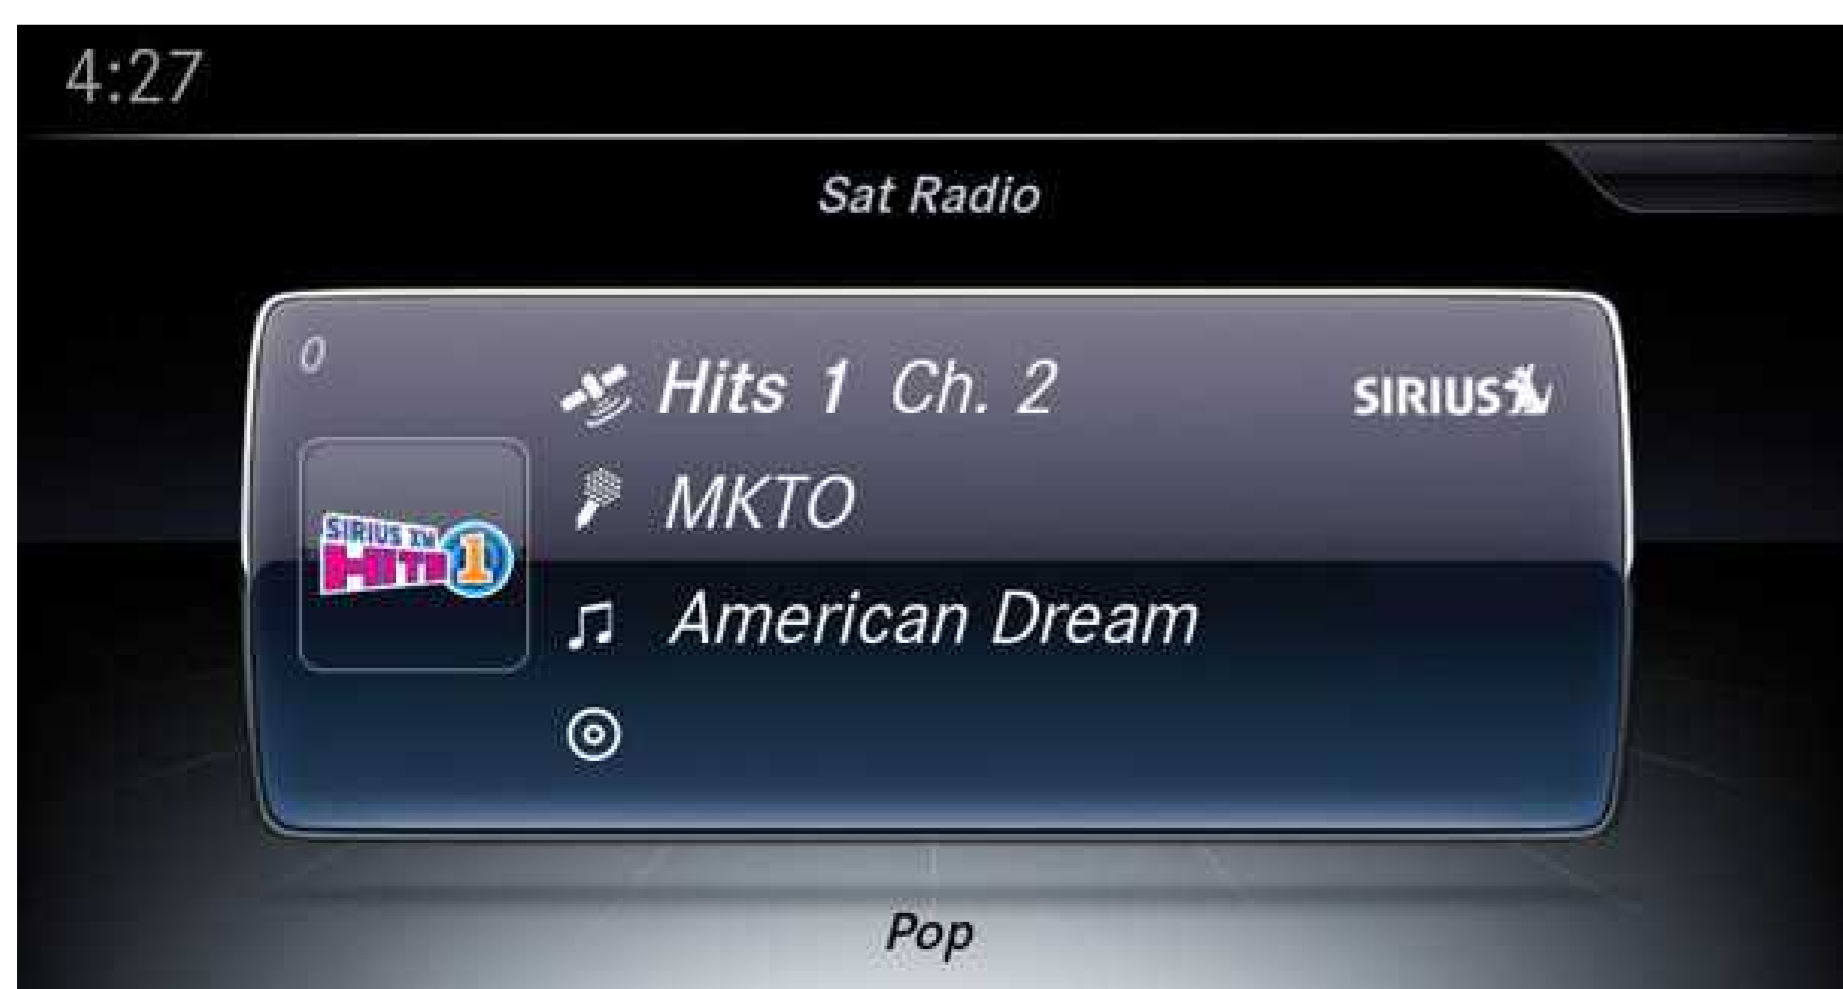 4:27
Sat Radio
0
Hits 1 Ch. 2
SIRIUS
MKTO
SIRIUS XM
HITS 1
American Dream
Pop